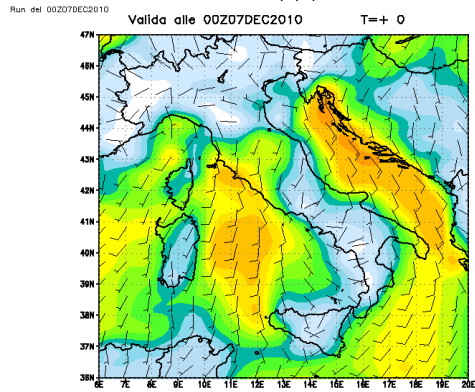 Run del 00Z07DEC2010
Valida alle 00Z07DEC2010 T=+ 0
47N
46N
45N
44N
43N
42N
41N
40N
39N
38N
37N
36N
6E 7E 8E 9E 10E 11E 12E 13E 14E 15E 16E 17E 18E 19E 20E